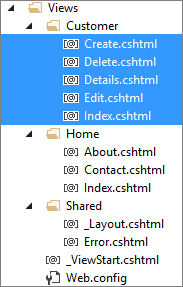 Views
Customer
[@] Create.cshtml
[@] Delete.cshtml
[@] Details.cshtml
[@] Edit.cshtml
[@] Index.cshtml
Home
[@] About.cshtml
[@] Contact.cshtml
[@] Index.cshtml
Shared
[@] _Layout.cshtml
[@] Error.cshtml
[@] _ViewStart.cshtml
Web.config